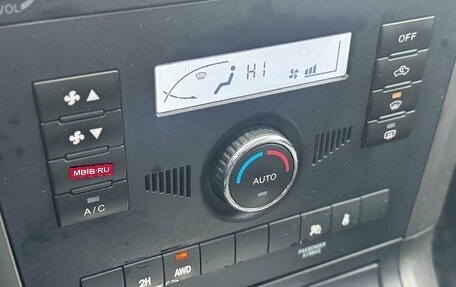 VOL
HI
OFF
MBIB.RU
A/C
AUTO
2H
AWD
PASSENGER
AIRBAG